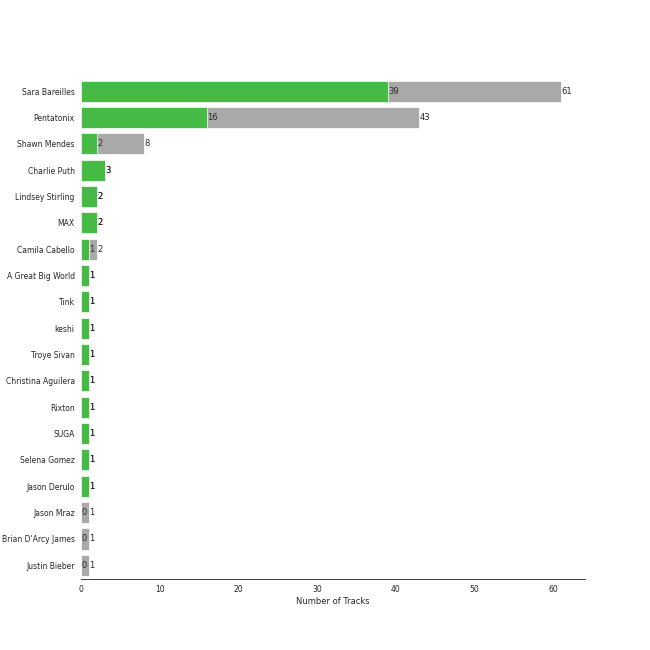 Sara Bareilles 39 61
Pentatonix 16 43
Shawn Mendes 2 8
Charlie Puth 3
Lindsey Stirling 2
MAX 2
Camila Cabello 1 2
A Great Big World 1
Tink 1
keshi 1
Troye Sivan 1
Christina Aguilera 1
Rixton 1
SUGA 1
Selena Gomez 1
Jason Derulo 1
Jason Mraz 0 1
Brian D'Arcy James 0 1
Justin Bieber 0 1
0 10 20 30 40 50 60
Number of Tracks